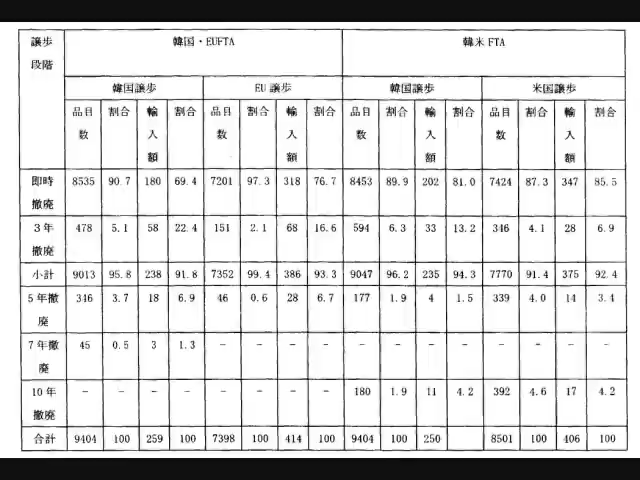 譲歩段階 韓国・EUFTA 韓米 FTA
韓国譲歩 EU 譲歩 韓国譲歩 米国譲歩
品目数 割合 輸入額 割合 品目数 割合 輸入額 割合 品目数 割合 輸入額 割合 品目数 割合 輸入額 割合
即時撤廃 8535 90.7 180 69.4 7201 97.3 318 76.7 8453 89.9 202 81.0 7424 87.3 347 85.5
３年撤廃 478 5.1 58 22.4 151 2.1 68 16.6 594 6.3 33 13.2 346 4.1 28 6.9
小計 9013 95.8 238 91.8 7352 99.4 386 93.3 9047 96.2 235 94.3 7770 91.4 375 92.4
5年撤廃 346 3.7 18 6.9 46 0.6 28 6.7 177 1.9 4 1.5 339 4.0 14 3.4
7年撤廃 45 0.5 3 1.3 － － － － － － － － － － － －
10年撤廃 － － － － － － － － 180 1.9 11 4.2 392 4.6 17 4.2
合計 9404 100 259 100 7398 100 414 100 9404 100 250 8501 100 406 100